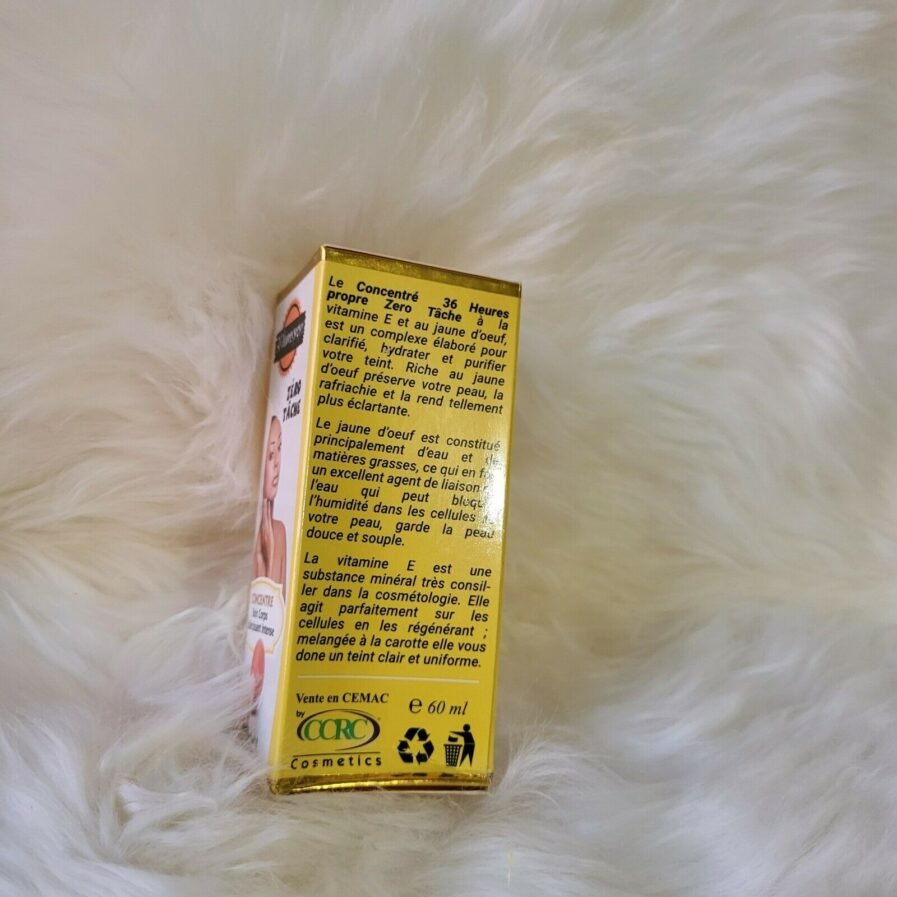 Le Concentré 36 Heures
propre Zero Tâche à la
vitamine E et au jaune d'oeuf,
est un complexe élaboré pour
clarifié, hydrater et purifier
votre teint. Riche au jaune
d'oeuf préserve votre peau, la
rafriachie et la rend tellement
plus éclartante.
Le jaune d'oeuf est constitué
principalement d'eau et de
matières grasses, ce qui en
un excellent agent de liaison
l'eau qui peut
l'humidité dans les cellules
votre peau, garde la peau
douce et souple.
La vitamine E est une
substance minéral très consil-
ler dans la cosmétologie. Elle
agit parfaitement sur les
cellules en les régénérant ;
melangée à la carotte elle vous
done un teint clair et uniforme.
Vente en CEMAC
℮ 60 ml
by
CCRC
Cosmetics
ZÉRO
TÂCHE
CONCENTRE
Soin Corps
Intense